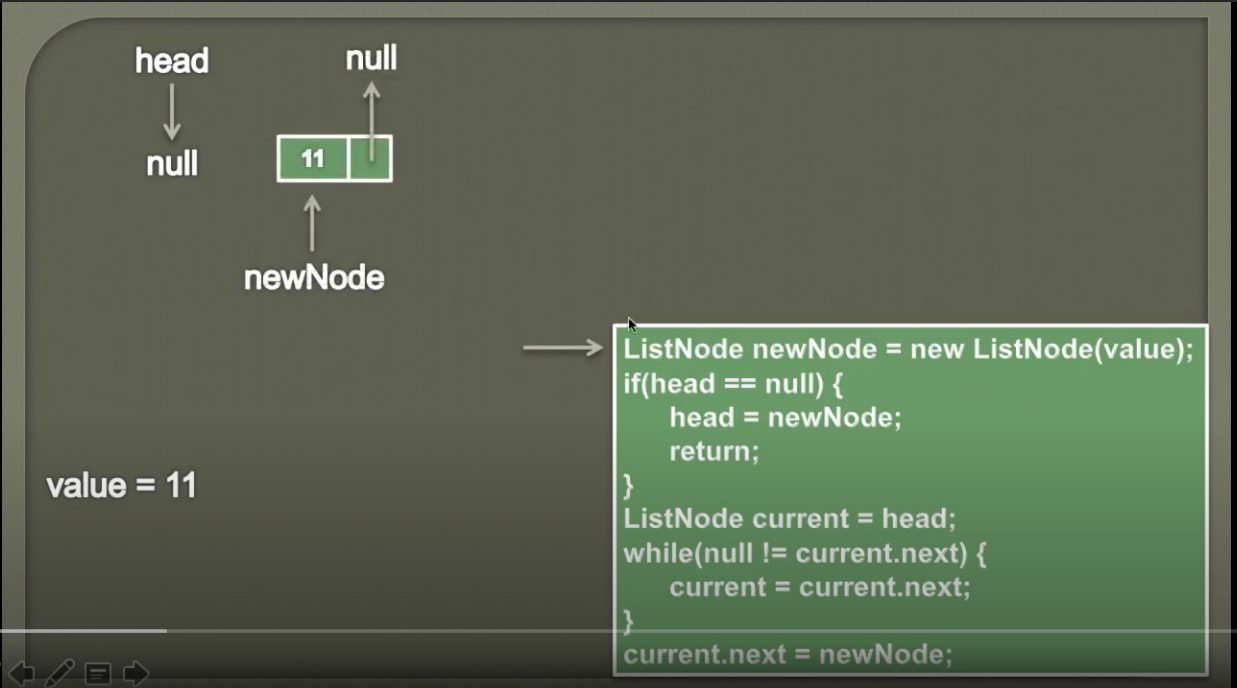 head
null
null
11
newNode
ListNode newNode = new ListNode(value);
if(head == null) {
head = newNode;
return;
}
value = 11
ListNode current = head;
while(null != current.next) {
current = current.next;
}
current.next = newNode;